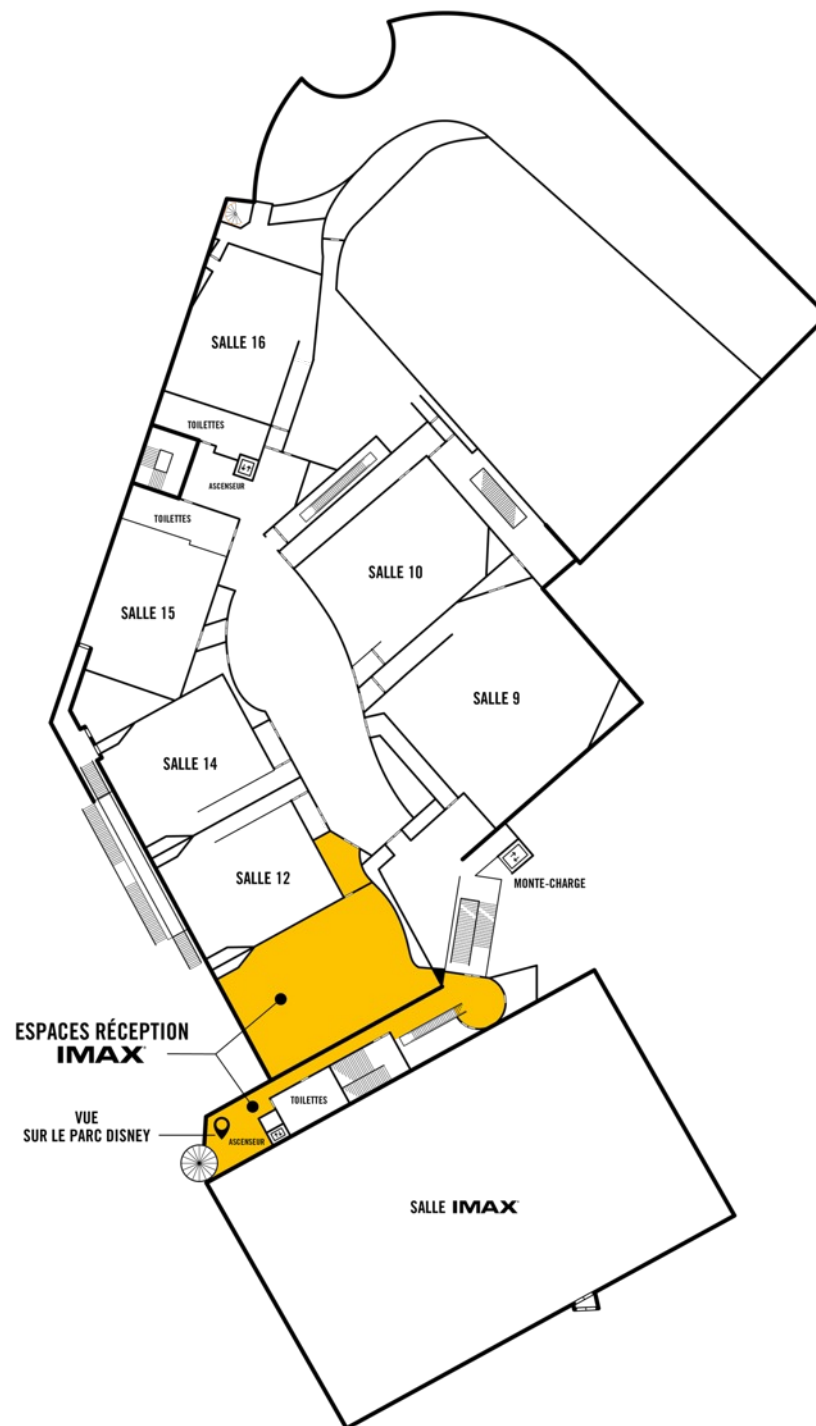 SALLE 16
TOILETTES
ASCENSEUR
TOILETTES
SALLE 10
SALLE 15
SALLE 9
SALLE 14
SALLE 12
MONTE-CHARGE
ESPACES RÉCEPTION
IMAX
TOILETTES
VUE
SUR LE PARC DISNEY
ASCENSEUR
SALLE IMAX